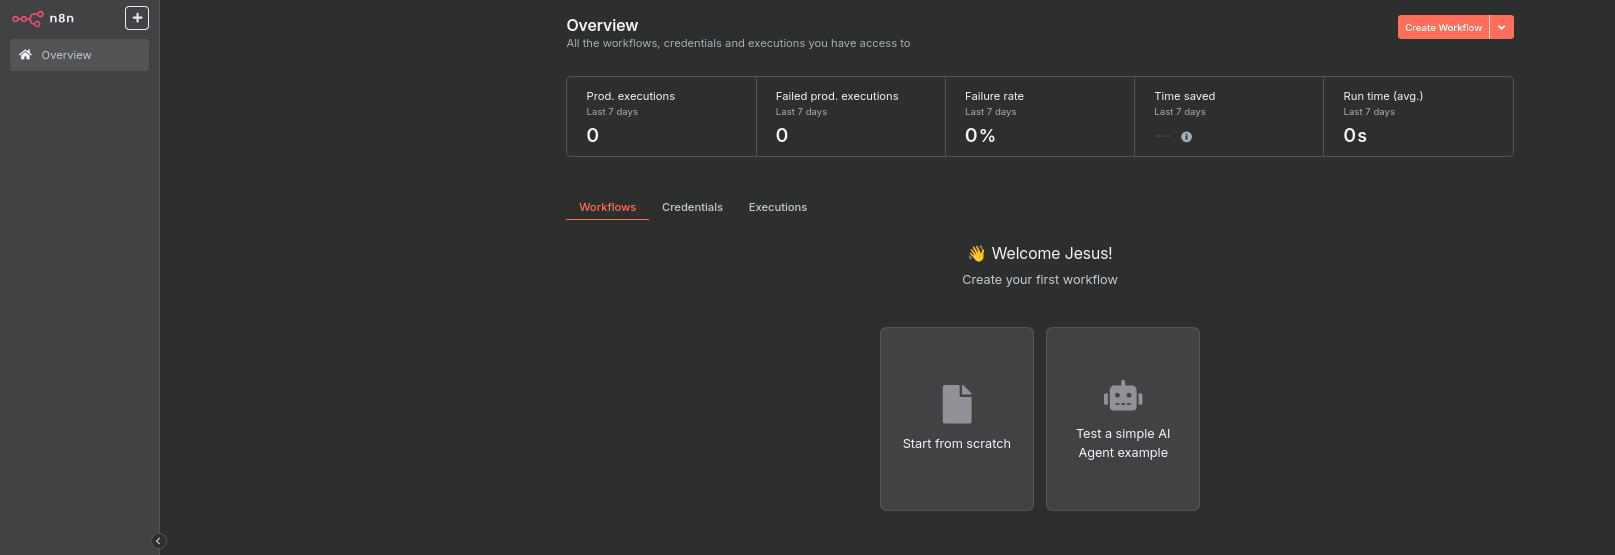 n8n
Overview
Overview
All the workflows, credentials and executions you have access to
Create Workflow
Prod. executions
Last 7 days
0
Failed prod. executions
Last 7 days
0
Failure rate
Last 7 days
0%
Time saved
Last 7 days
--
Run time (avg.)
Last 7 days
0s
Workflows
Credentials
Executions
👋 Welcome Jesus!
Create your first workflow
Start from scratch
Test a simple AI
Agent example